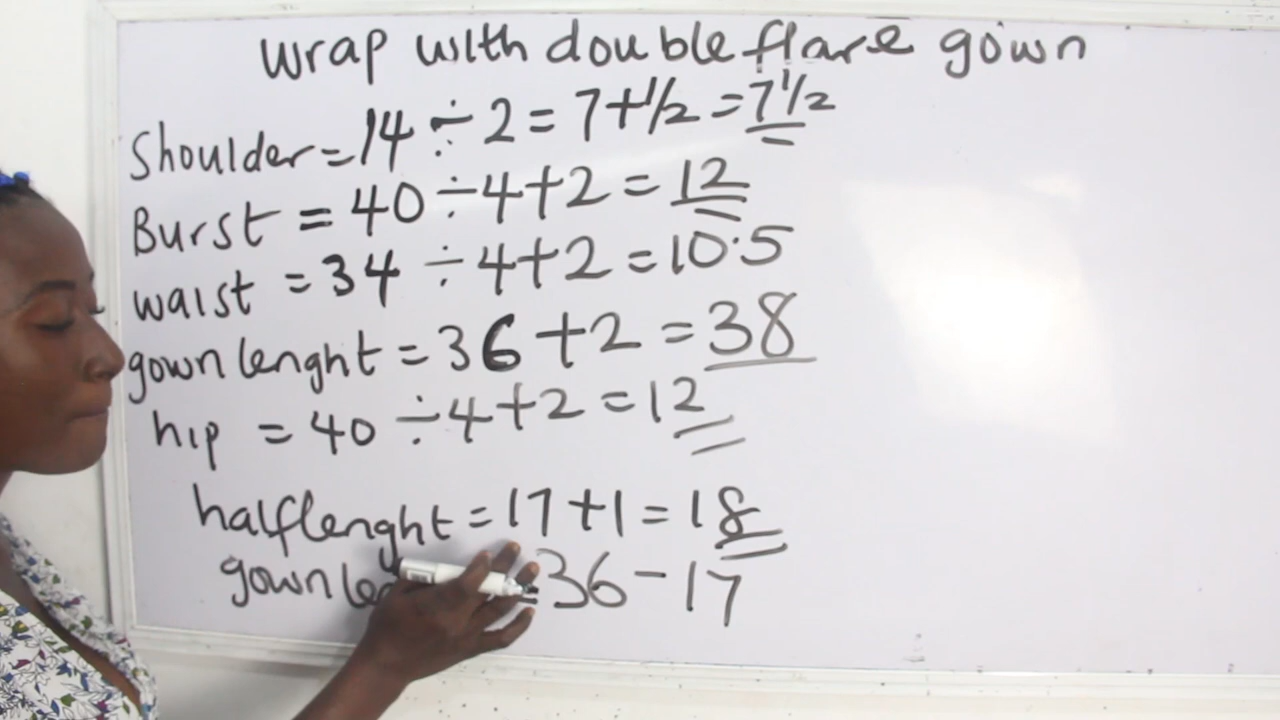 wrap with double flare gown
Shoulder = 14 ÷ 2 = 7 + 1/2 = 7 1/2
Burst = 40 ÷ 4 + 2 = 12
waist = 34 ÷ 4 + 2 = 10.5
gown lenght = 36 + 2 = 38
hip = 40 ÷ 4 + 2 = 12
half lenght = 17 + 1 = 18
gown = 36 - 17